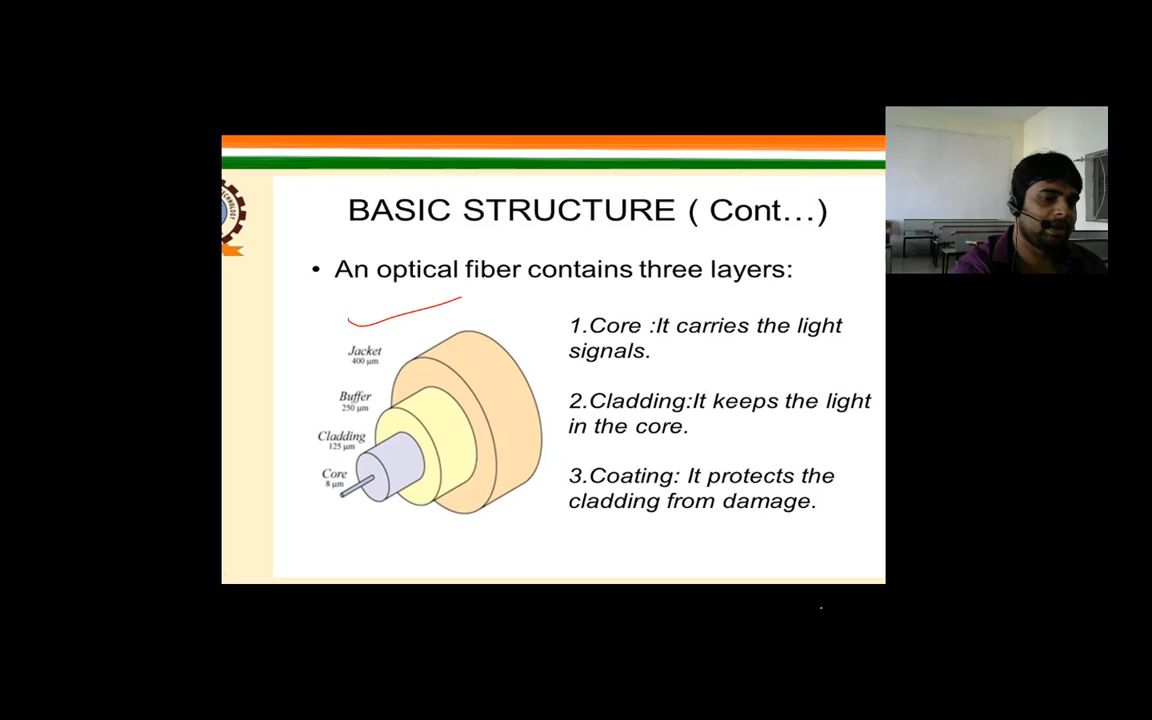 BASIC STRUCTURE ( Cont...)
• An optical fiber contains three layers:
Jacket
400 µm
Buffer
250 µm
Cladding
125 µm
Core
8 µm
1.Core :It carries the light
signals.
2.Cladding:It keeps the light
in the core.
3.Coating: It protects the
cladding from damage.